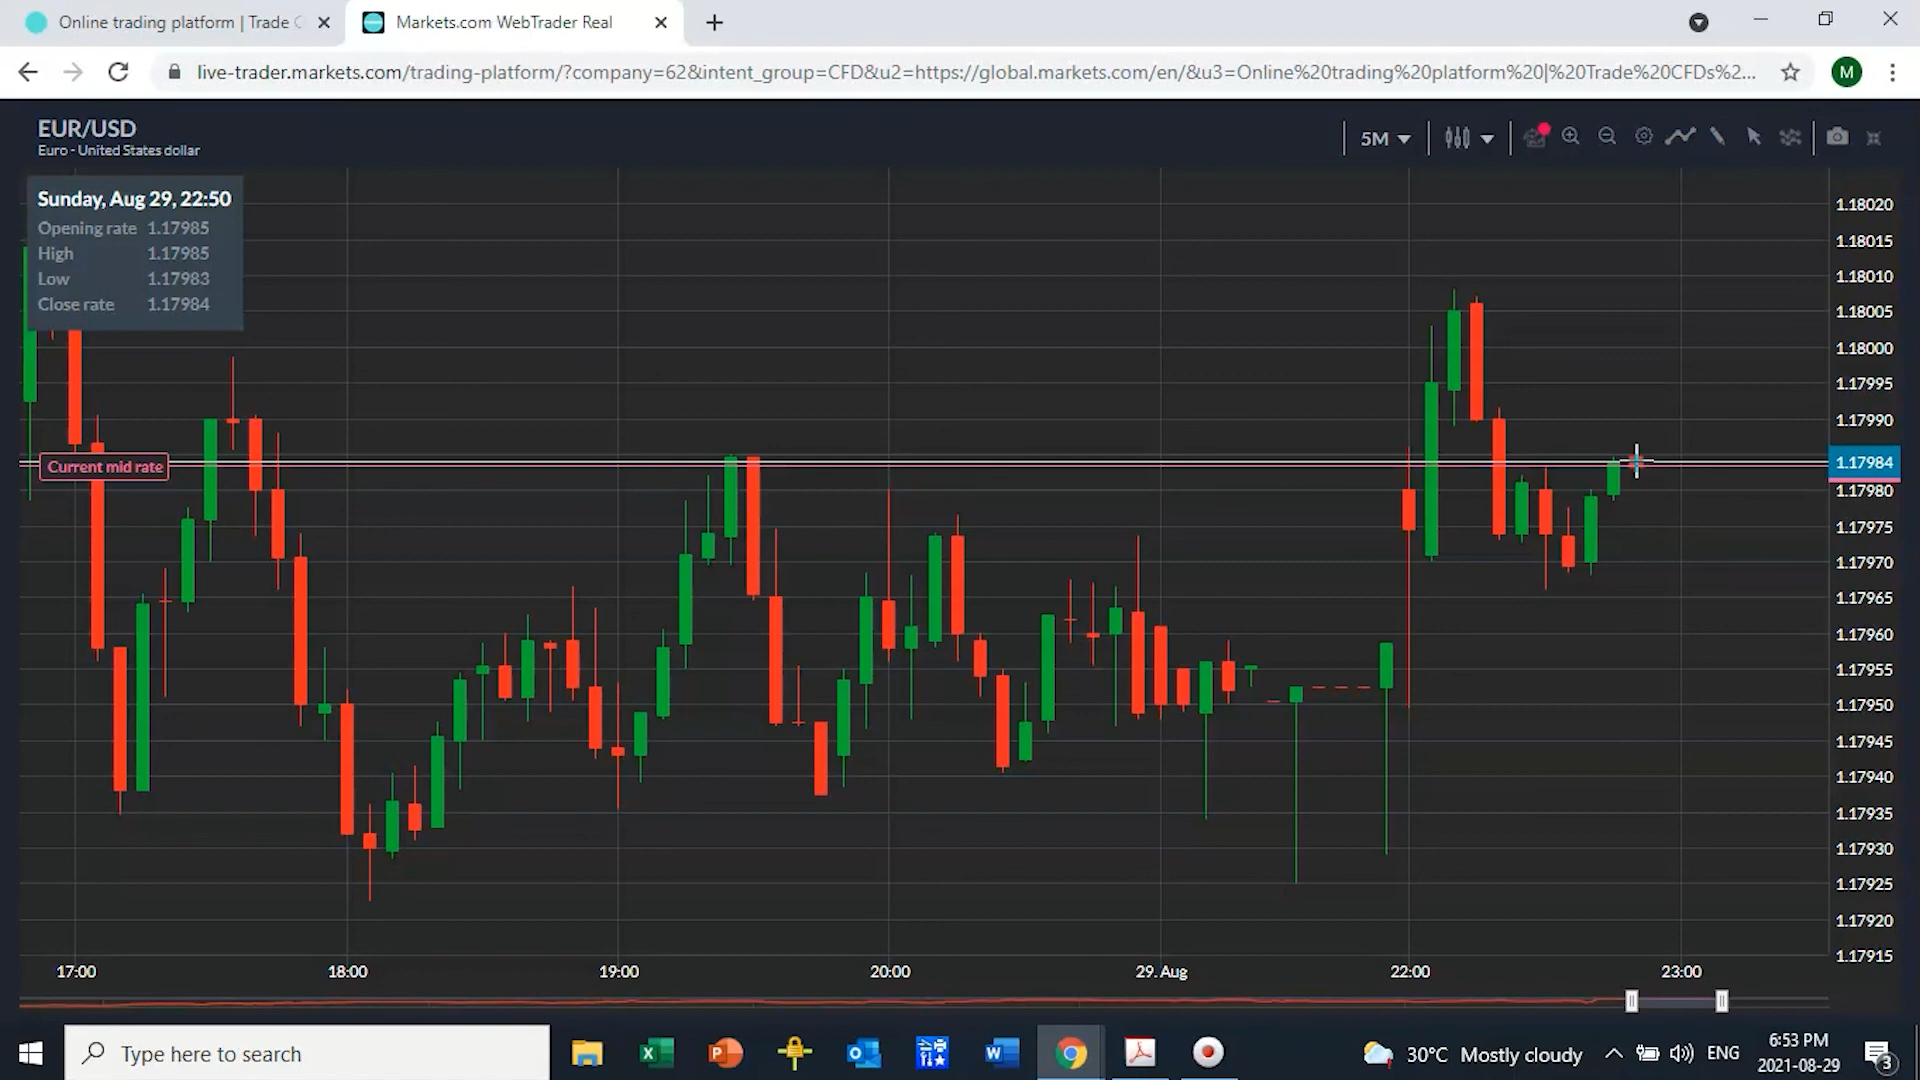 Online trading platform | Trade C
Markets.com WebTrader Real
live-trader.markets.com/trading-platform/?company=62&intent_group=CFD&u2=https://global.markets.com/en/&u3=Online%20trading%20platform%20|%20Trade%20CFDs%2...
M
EUR/USD
Euro - United States dollar
5M
Sunday, Aug 29, 22:50
Opening rate 1.17985
High 1.17985
Low 1.17983
Close rate 1.17984
Current mid rate
1.18020
1.18015
1.18010
1.18005
1.18000
1.17995
1.17990
1.17984
1.17980
1.17975
1.17970
1.17965
1.17960
1.17955
1.17950
1.17945
1.17940
1.17935
1.17930
1.17925
1.17920
1.17915
17:00 18:00 19:00 20:00 29. Aug 22:00 23:00
Type here to search
30°C Mostly cloudy
ENG
6:53 PM
2021-08-29
3